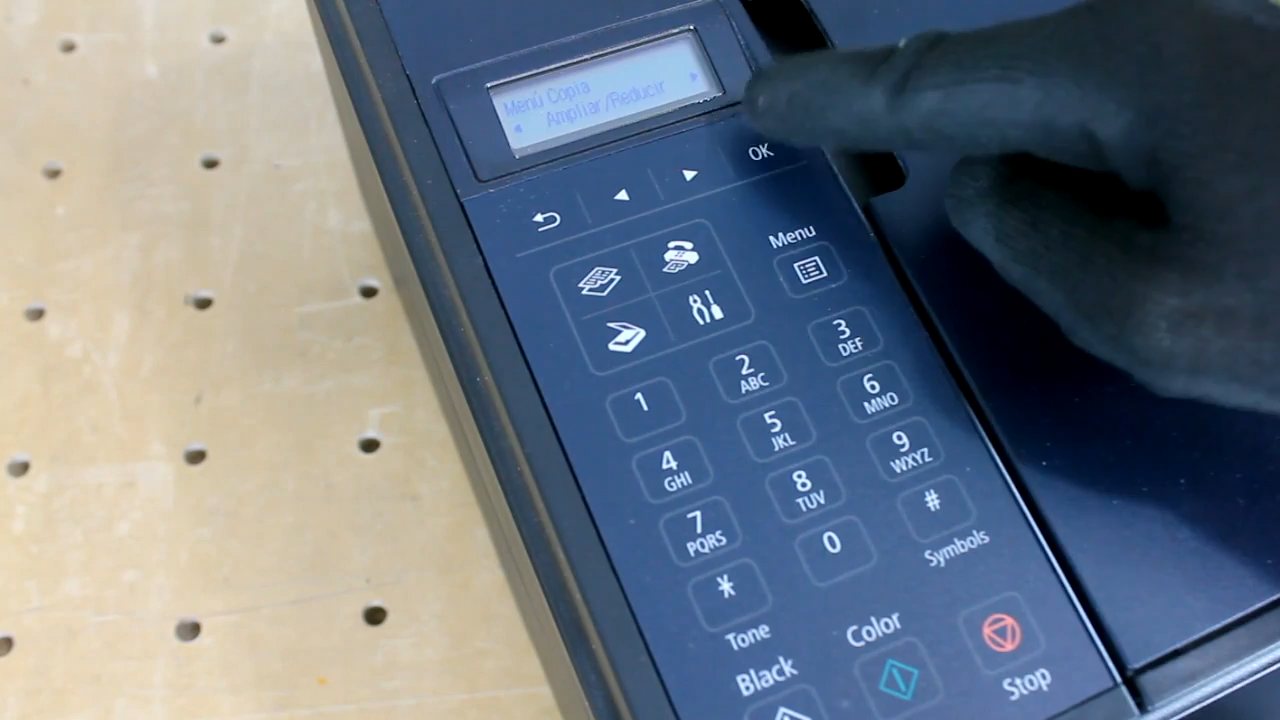 Menú Copia
Ampliar/Reducir
OK
Menu
1
2
ABC
3
DEF
4
GHI
5
JKL
6
MNO
7
PQRS
8
TUV
9
WXYZ
*
0
#
Tone
Symbols
Black
Color
Stop